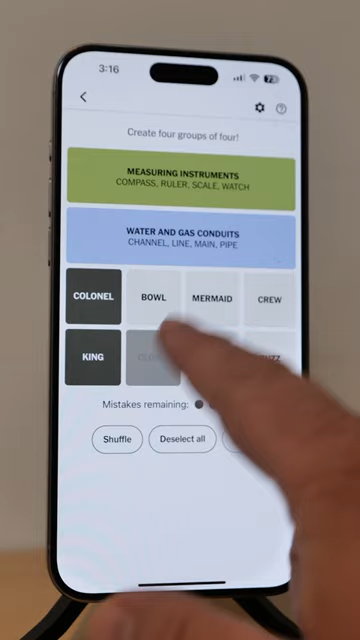 3:16
73
Create four groups of four!
MEASURING INSTRUMENTS
COMPASS, RULER, SCALE, WATCH
WATER AND GAS CONDUITS
CHANNEL, LINE, MAIN, PIPE
COLONEL BOWL MERMAID CREW
KING
Mistakes remaining:
Shuffle Deselect all